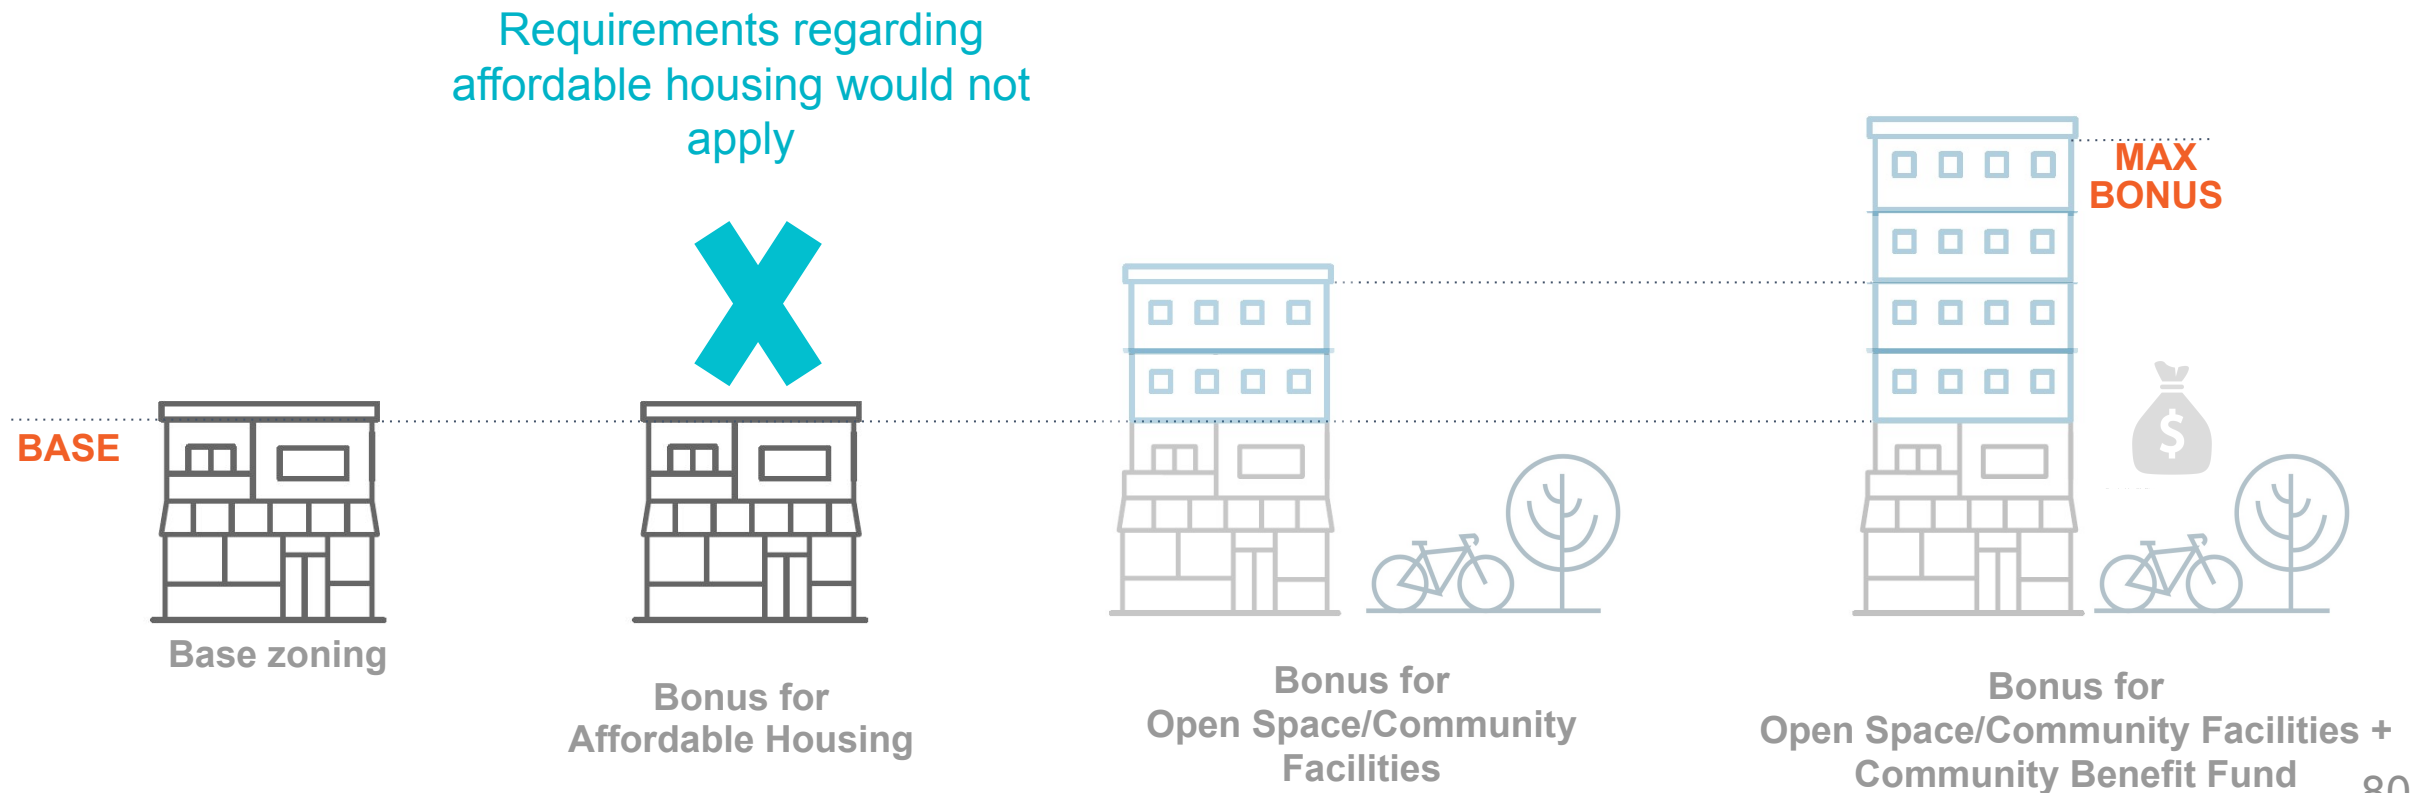 Requirements regarding
affordable housing would not
apply
MAX
BONUS
BASE
$
Base zoning
Bonus for
Affordable Housing
Bonus for
Open Space/Community
Facilities
Bonus for
Open Space/Community Facilities +
Community Benefit Fund
80